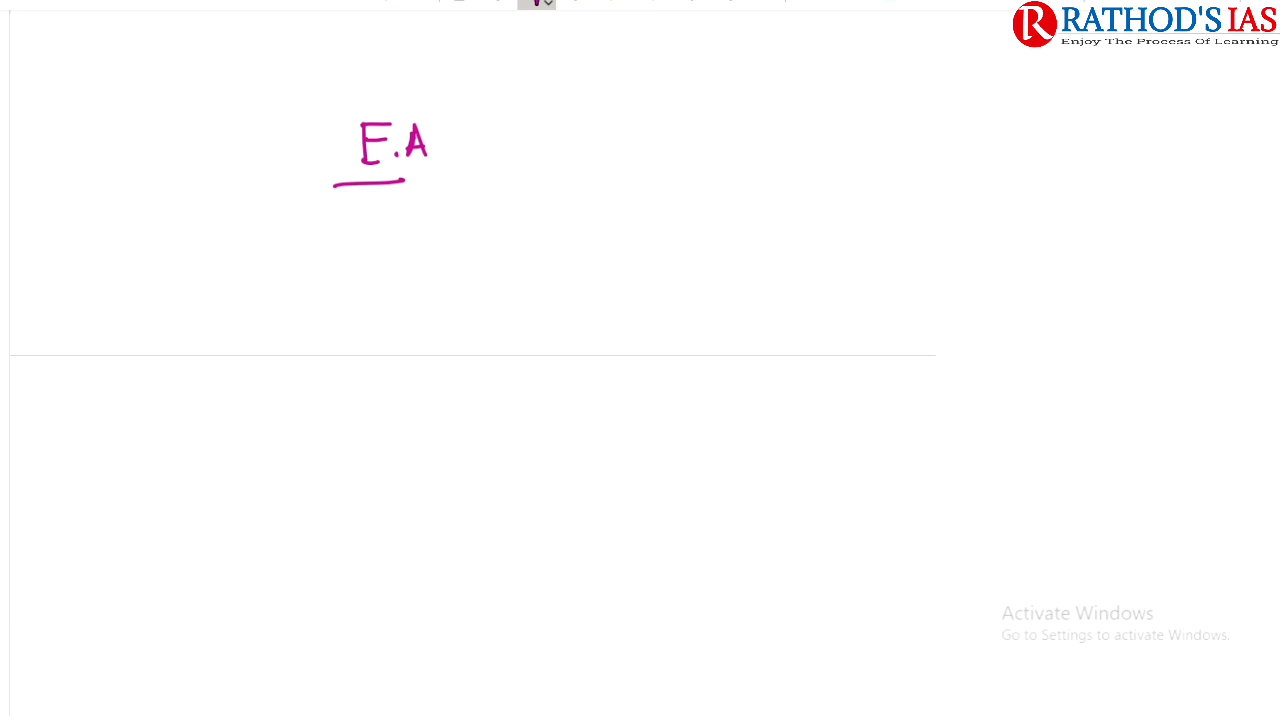 RATHOD'S IAS
Enjoy The Process Of Learning
E.A
Activate Windows
Go to Settings to activate Windows.